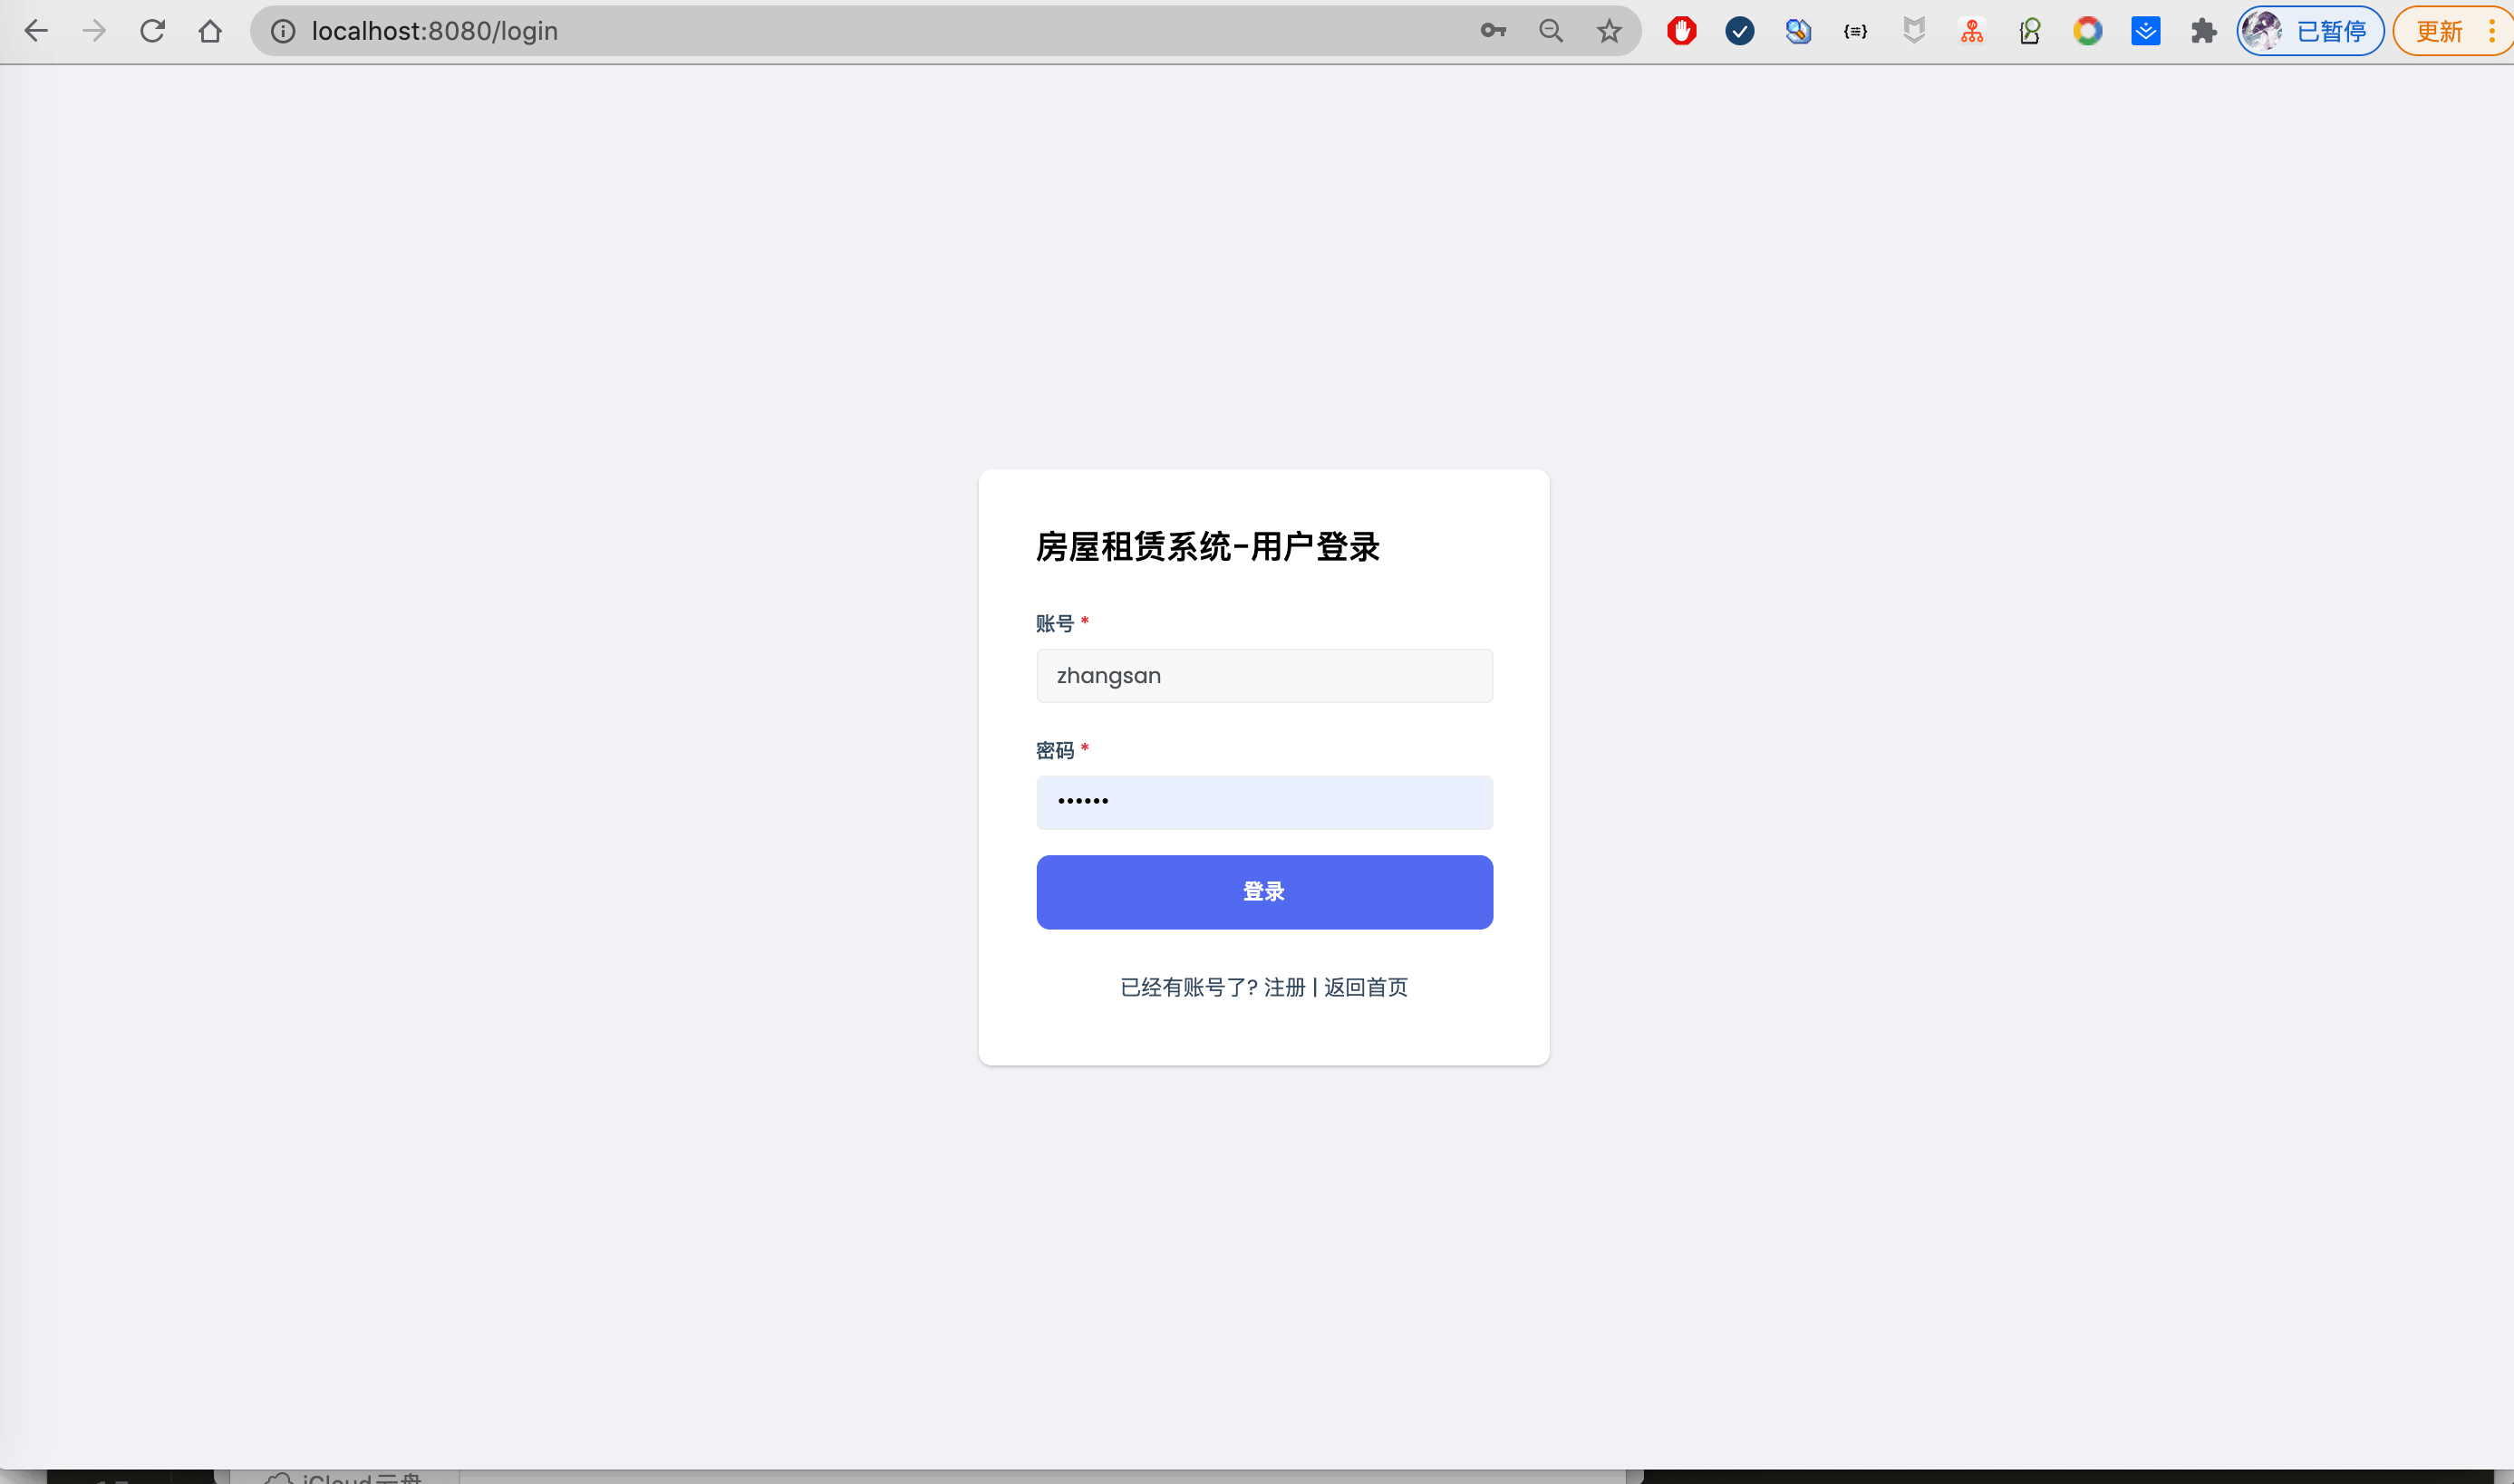 localhost:8080/login
已暂停
更新
房屋租赁系统-用户登录
账号 *
zhangsan
密码 *
••••••
登录
已经有账号了? 注册 | 返回首页
iCloud云盘